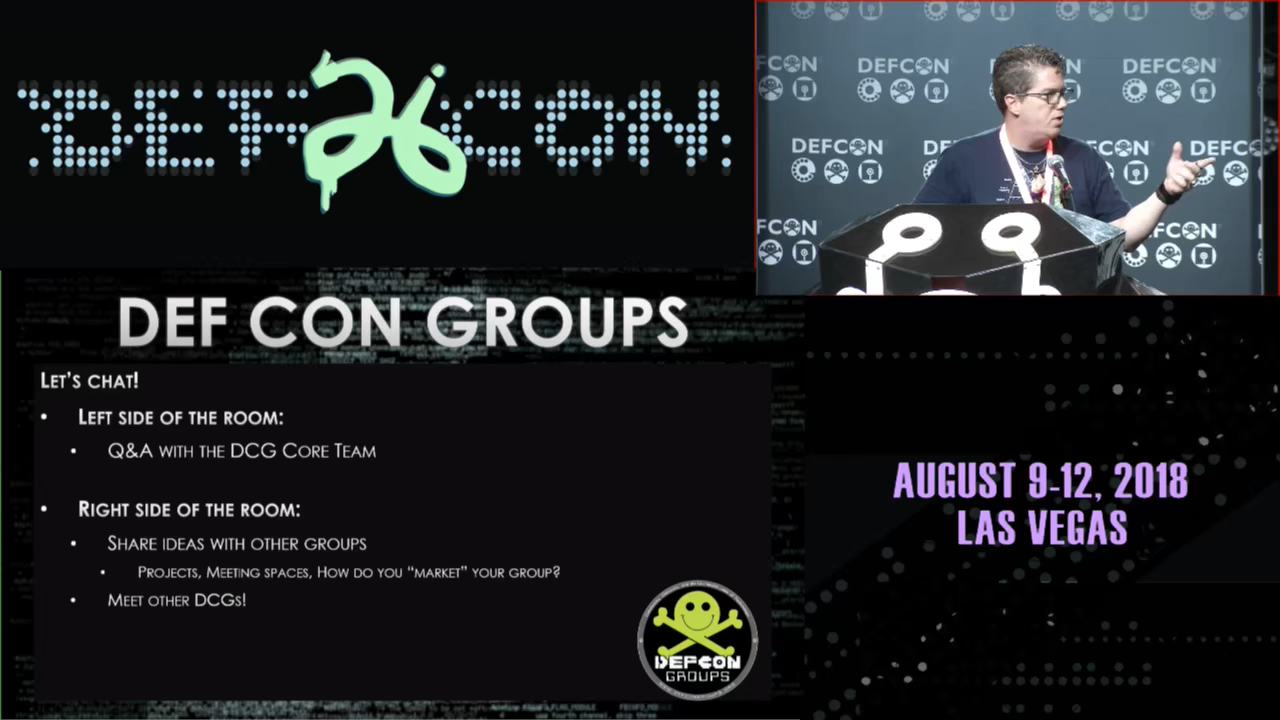 DEF CON
26
DEFCON
DEFCON
DEFCON
DEFCON
DEFCON
DEF CON GROUPS
LET'S CHAT!
• LEFT SIDE OF THE ROOM:
• Q&A WITH THE DCG CORE TEAM
• RIGHT SIDE OF THE ROOM:
• SHARE IDEAS WITH OTHER GROUPS
• PROJECTS, MEETING SPACES, HOW DO YOU “MARKET” YOUR GROUP?
• MEET OTHER DCGS!
DEFCON
GROUPS
AUGUST 9-12, 2018
LAS VEGAS